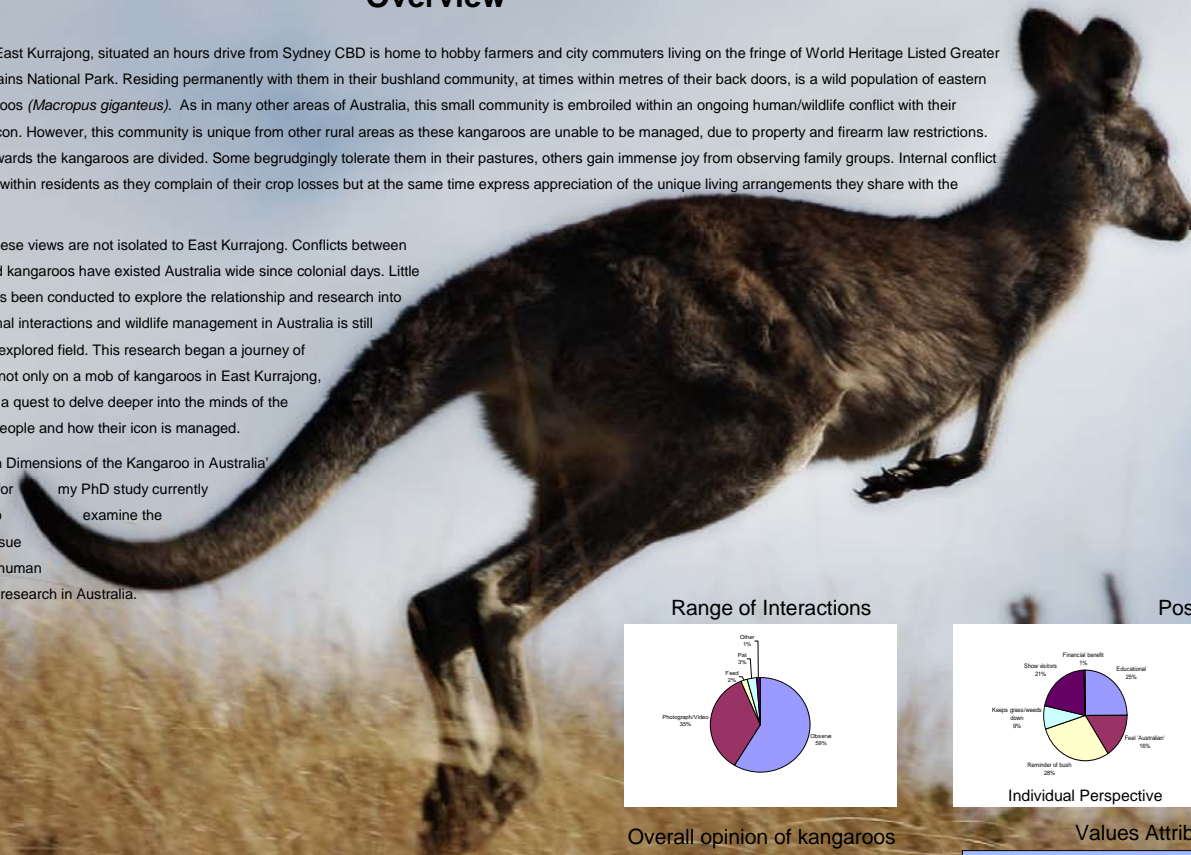 Overview
East Kurrajong, situated an hours drive from Sydney CBD is home to hobby farmers and city commuters living on the fringe of World Heritage Listed Greater
ains National Park. Residing permanently with them in their bushland community, at times within metres of their back doors, is a wild population of eastern
oos (Macropus giganteus). As in many other areas of Australia, this small community is embroiled within an ongoing human/wildlife conflict with their
con. However, this community is unique from other rural areas as these kangaroos are unable to be managed, due to property and firearm law restrictions.
wards the kangaroos are divided. Some begrudgingly tolerate them in their pastures, others gain immense joy from observing family groups. Internal conflict
within residents as they complain of their crop losses but at the same time express appreciation of the unique living arrangements they share with the
ese views are not isolated to East Kurrajong. Conflicts between
d kangaroos have existed Australia wide since colonial days. Little
s been conducted to explore the relationship and research into
nal interactions and wildlife management in Australia is still
explored field. This research began a journey of
not only on a mob of kangaroos in East Kurrajong,
a quest to delve deeper into the minds of the
eople and how their icon is managed.
n Dimensions of the Kangaroo in Australia'
or my PhD study currently
o examine the
sue
human
research in Australia.
Range of Interactions
Other
1%
Pat
3%
Feed
2%
Photograph/Video
35%
Observe
59%
Pos
Financial benefit
1%
Show visitors
21%
Educational
25%
Keeps grass/weeds
down
9%
Feel 'Australian'
16%
Reminder of bush
28%
Individual Perspective
Overall opinion of kangaroos
Values Attrib